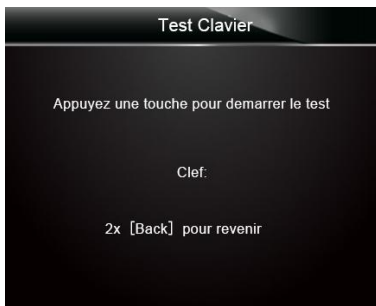 Test Clavier
Appuyez une touche pour demarrer le test
Clef:
2x [Back] pour revenir